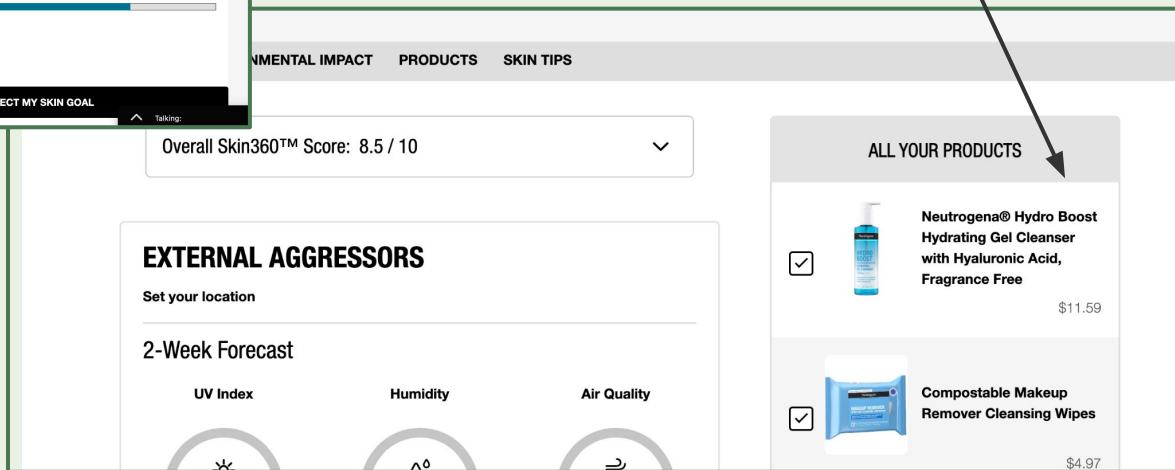 ECT MY SKIN GOAL
Talking:
NMENTAL IMPACT PRODUCTS SKIN TIPS
Overall Skin360™ Score: 8.5 / 10
EXTERNAL AGGRESSORS
Set your location
2-Week Forecast
UV Index Humidity Air Quality
ALL YOUR PRODUCTS
Neutrogena® Hydro Boost
Hydrating Gel Cleanser
with Hyaluronic Acid,
Fragrance Free
$11.59
Compostable Makeup
Remover Cleansing Wipes
$4.97